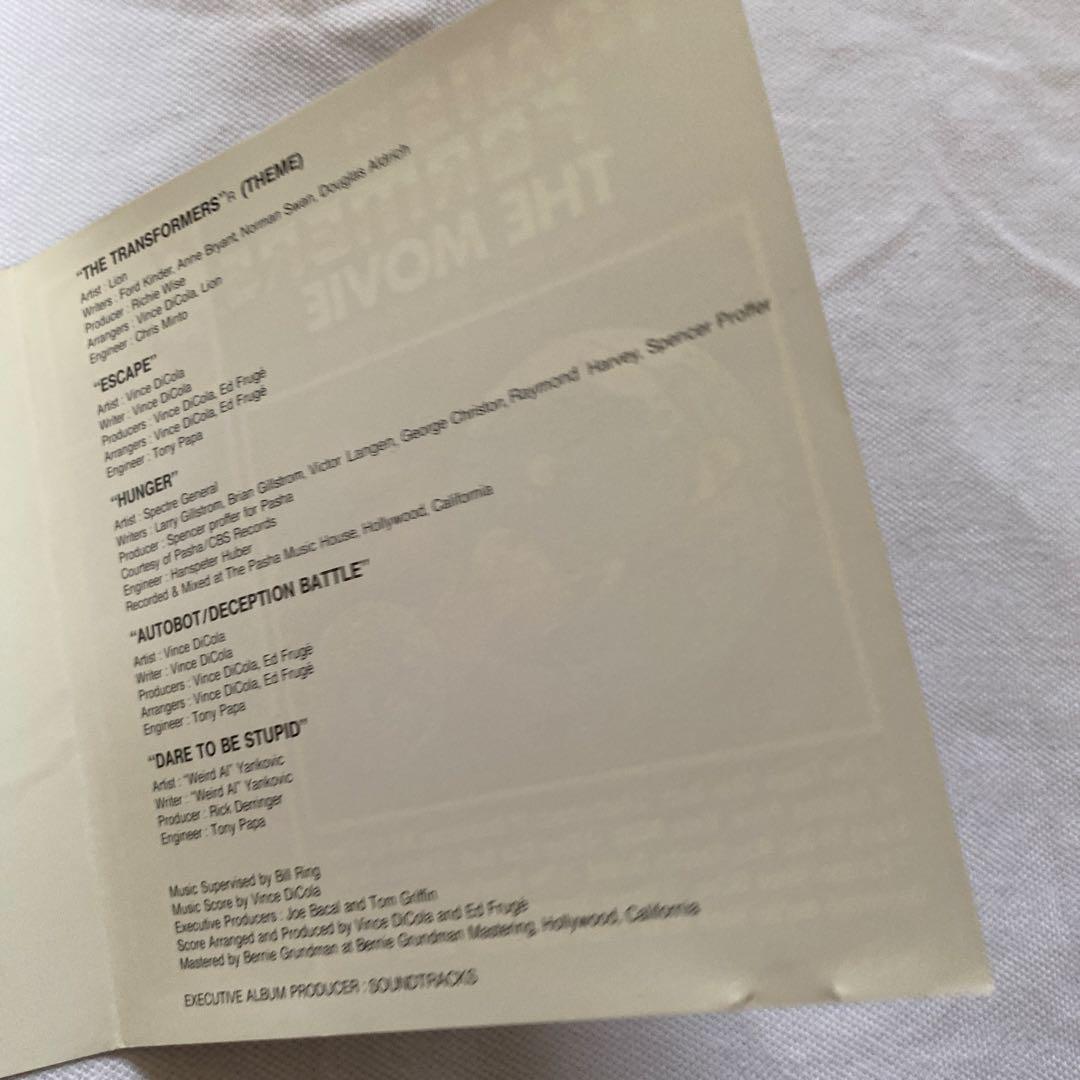 "THE TRANSFORMERS"R (THEME)
Artist : Lion
Writers : Ford Kinder, Anne Bryant, Norman Swan, Douglas Aldrich
Producer : Richie Wise
Arrangers : Vince DiCola, Lion
Engineer : Chris Minto
"ESCAPE"
Artist : Vince DiCola
Writer : Vince DiCola
Producers : Vince DiCola, Ed Frugé
Arrangers : Vince DiCola, Ed Frugé
Engineer : Tony Papa
"HUNGER"
Artist : Spectre General
Writers : Larry Gillstrom, Brian Gillstrom, Victor Langen, George Christon, Raymond Harvey, Spencer Proffer
Producer : Spencer proffer for Pasha
Courtesy of Pasha/CBS Records
Engineer : Hanspeter Huber
Recorded & Mixed at The Pasha Music House, Hollywood, California
"AUTOBOT/DECEPTION BATTLE"
Artist : Vince DiCola
Writer : Vince DiCola
Producers : Vince DiCola, Ed Frugé
Arrangers : Vince DiCola, Ed Frugé
Engineer : Tony Papa
"DARE TO BE STUPID"
Artist : "Weird Al" Yankovic
Writer : "Weird Al" Yankovic
Producer : Rick Derringer
Engineer : Tony Papa
Music Supervised by Bill Ring
Music Score by Vince DiCola
Executive Producers : Joe Bacal and Tom Griffin
Score Arranged and Produced by Vince DiCola and Ed Frugé
Mastered by Bernie Grundman at Bernie Grundman Mastering, Hollywood, California
EXECUTIVE ALBUM PRODUCER : SOUNDTRACKS
THE MOVIE